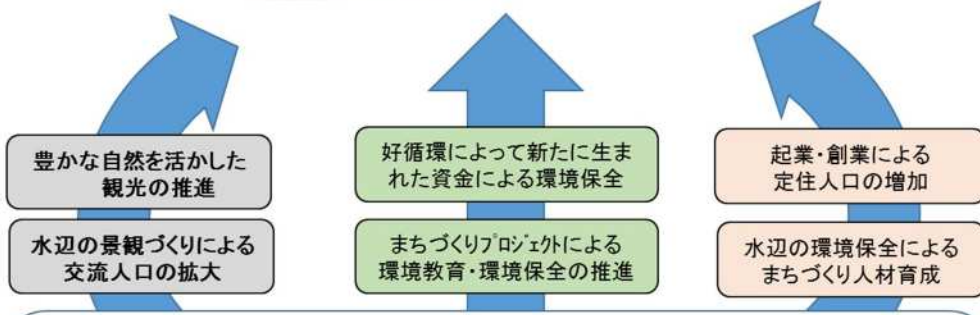 豊かな自然を活かした
観光の推進
好循環によって新たに生ま
れた資金による環境保全
起業・創業による
定住人口の増加
水辺の景観づくりによる
交流人口の拡大
まちづくりﾌﾟﾛｼﾞｪｸﾄによる
環境教育・環境保全の推進
水辺の環境保全による
まちづくり人材育成